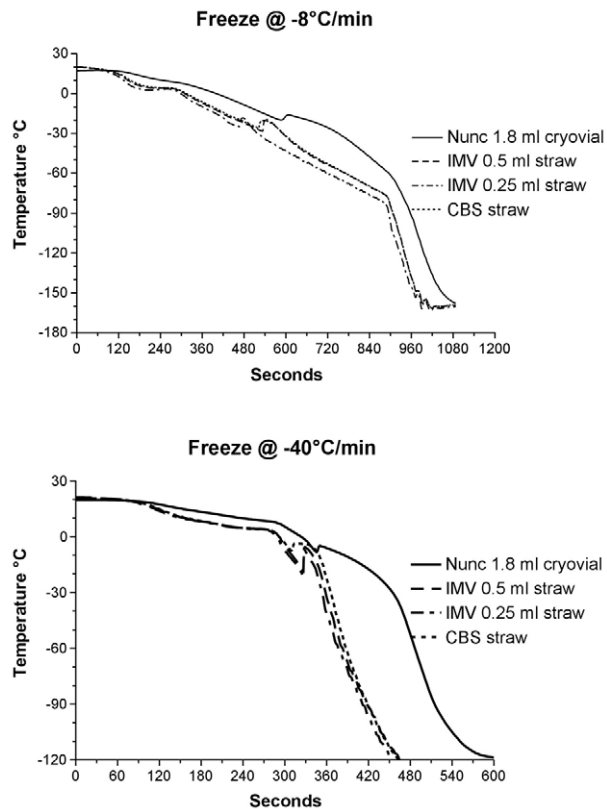 Freeze @ -8°C/min
30
0
-30
-60
-90
-120
-150
-180
Temperature °C
0 120 240 360 480 600 720 840 960 1080 1200
Seconds
Nunc 1.8 ml cryovial
IMV 0.5 ml straw
IMV 0.25 ml straw
CBS straw
Freeze @ -40°C/min
30
0
-30
-60
-90
-120
Temperature °C
0 60 120 180 240 300 360 420 480 540 600
Seconds
Nunc 1.8 ml cryovial
IMV 0.5 ml straw
IMV 0.25 ml straw
CBS straw